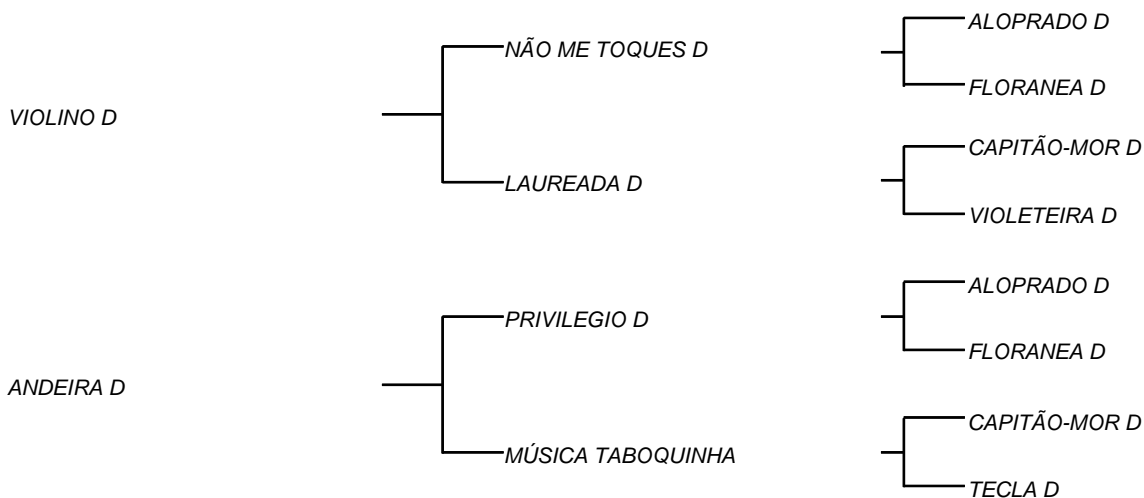 ALOPRADO D
NÃO ME TOQUES D
FLORANEA D
VIOLINO D
CAPITÃO-MOR D
LAUREADA D
VIOLETEIRA D
ALOPRADO D
PRIVILEGIO D
FLORANEA D
ANDEIRA D
CAPITÃO-MOR D
MÚSICA TABOQUINHA
TECLA D